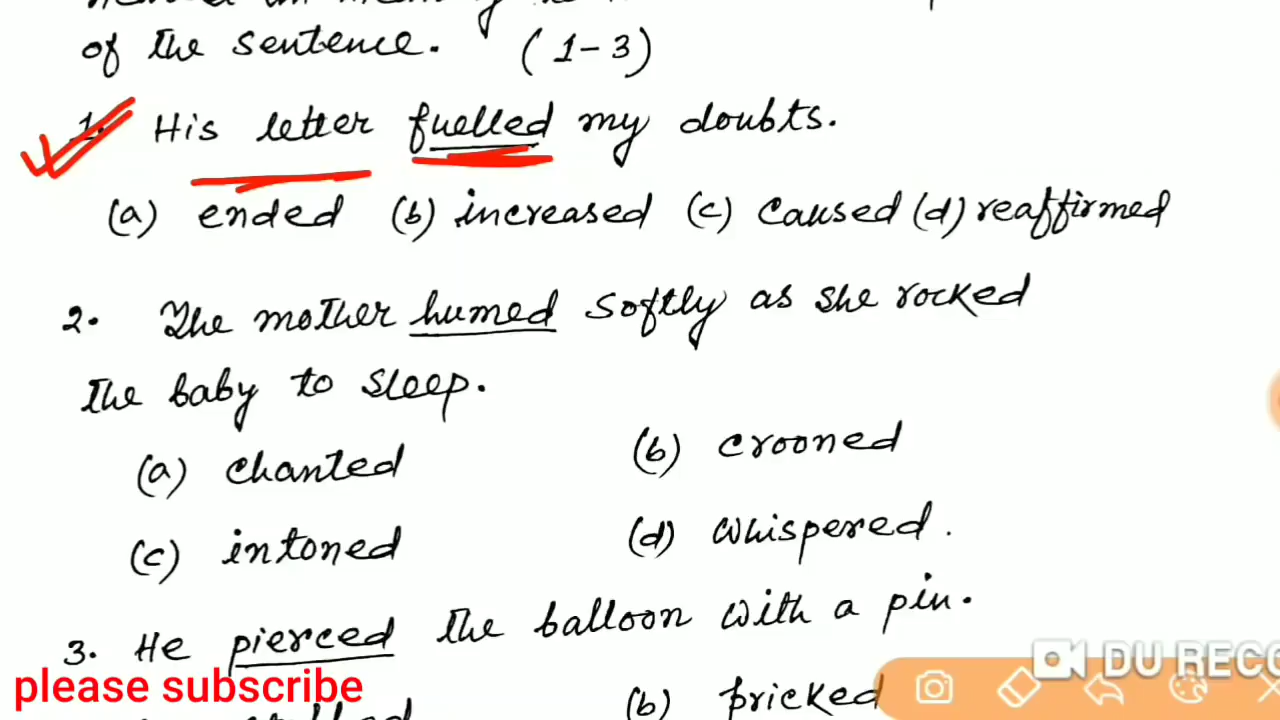 of the sentence. (1-3)
1. His letter fuelled my doubts.
(a) ended (b) increased (c) caused (d) reaffirmed
2. The mother humed softly as she rocked
the baby to sleep.
(a) chanted (b) crooned
(c) intoned (d) whispered.
3. He pierced the balloon with a pin.
(b) pricked
please subscribe
DU RECO